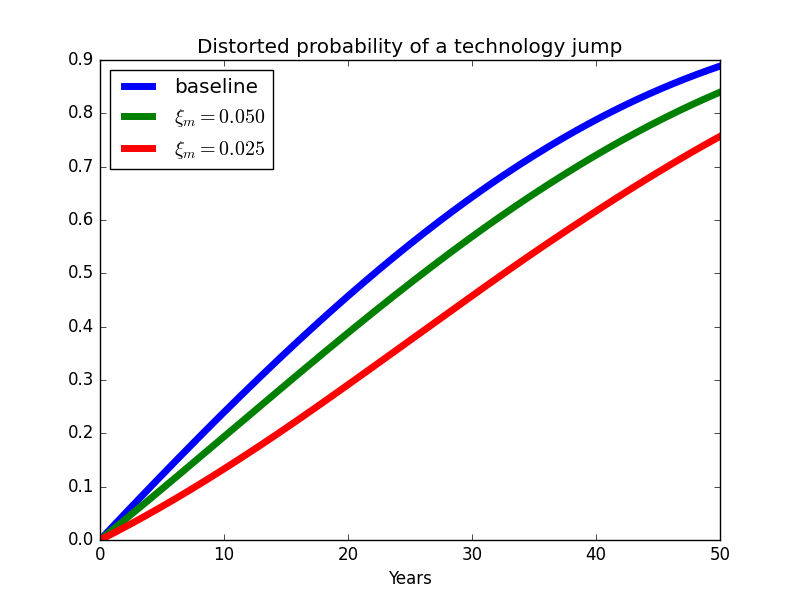 Distorted probability of a technology jump
baseline
ξm = 0.050
ξm = 0.025
0.9
0.8
0.7
0.6
0.5
0.4
0.3
0.2
0.1
0.0
0 10 20 30 40 50
Years